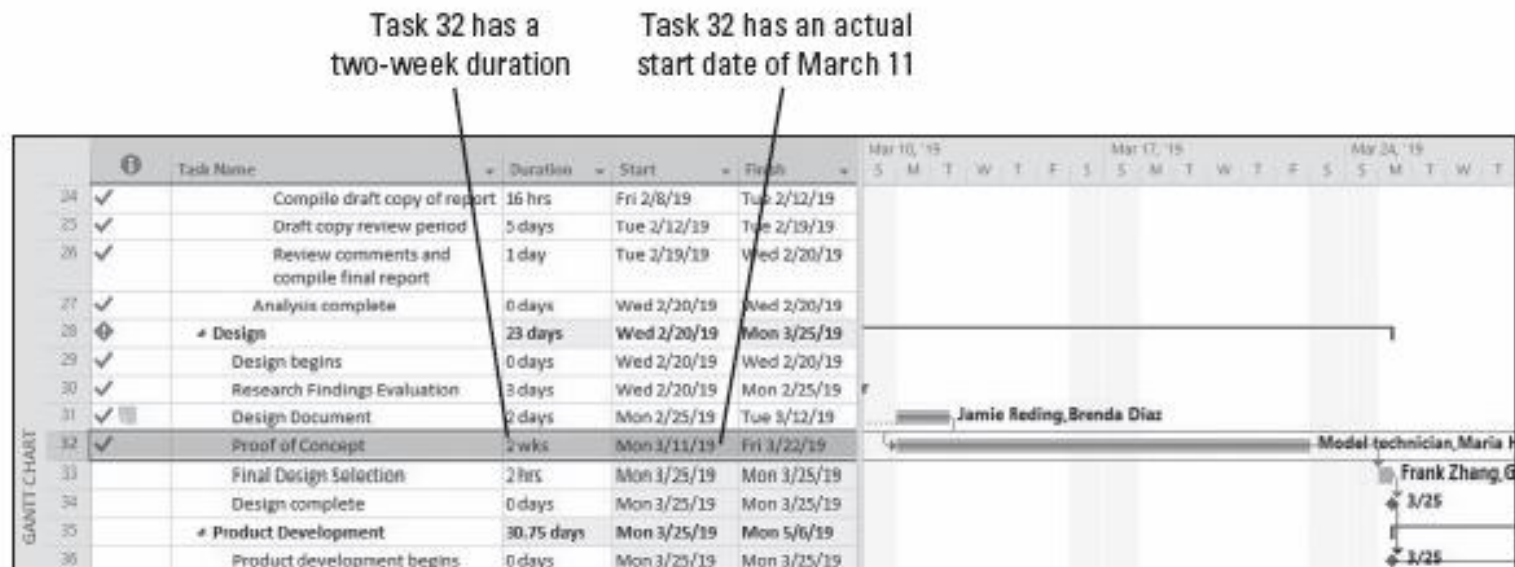 Task 32 has a
two-week duration
Task 32 has an actual
start date of March 11
Mar 10, '19 Mar 17, '19 Mar 24, '19
Task Name Duration Start Finish S M T W T F S S M T W T F S S M T W T
24 Compile draft copy of report 16 hrs Fri 2/8/19 Tue 2/12/19
25 Draft copy review period 5 days Tue 2/12/19 Tue 2/19/19
26 Review comments and 1 day Tue 2/19/19 Wed 2/20/19
compile final report
27 Analysis complete 0 days Wed 2/20/19 Wed 2/20/19
28 Design 23 days Wed 2/20/19 Mon 3/25/19
29 Design begins 0 days Wed 2/20/19 Wed 2/20/19
30 Research Findings Evaluation 3 days Wed 2/20/19 Mon 2/25/19
31 Design Document 2 days Mon 2/25/19 Tue 3/12/19 Jamie Reding,Brenda Diaz
32 Proof of Concept 2 wks Mon 3/11/19 Fri 3/22/19 Model technician,Maria H
33 Final Design Selection 2 hrs Mon 3/25/19 Mon 3/25/19 Frank Zhang,G
34 Design complete 0 days Mon 3/25/19 Mon 3/25/19 3/25
35 Product Development 30.75 days Mon 3/25/19 Mon 5/6/19
36 Product development begins 0 days Mon 3/25/19 Mon 3/25/19 3/25
GANTT CHART